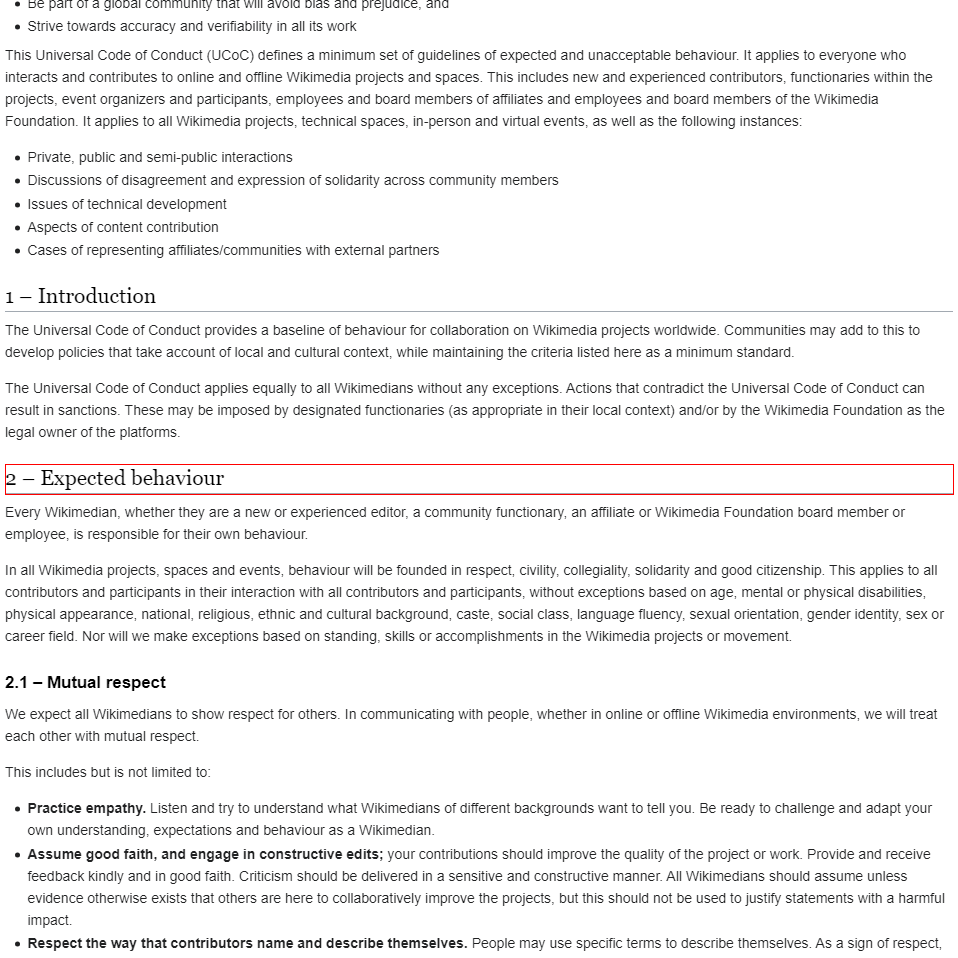 • Be part of a global community that will avoid bias and prejudice, and
• Strive towards accuracy and verifiability in all its work
This Universal Code of Conduct (UCoC) defines a minimum set of guidelines of expected and unacceptable behaviour. It applies to everyone who
interacts and contributes to online and offline Wikimedia projects and spaces. This includes new and experienced contributors, functionaries within the
projects, event organizers and participants, employees and board members of affiliates and employees and board members of the Wikimedia
Foundation. It applies to all Wikimedia projects, technical spaces, in-person and virtual events, as well as the following instances:
• Private, public and semi-public interactions
• Discussions of disagreement and expression of solidarity across community members
• Issues of technical development
• Aspects of content contribution
• Cases of representing affiliates/communities with external partners
1 – Introduction
The Universal Code of Conduct provides a baseline of behaviour for collaboration on Wikimedia projects worldwide. Communities may add to this to
develop policies that take account of local and cultural context, while maintaining the criteria listed here as a minimum standard.
The Universal Code of Conduct applies equally to all Wikimedians without any exceptions. Actions that contradict the Universal Code of Conduct can
result in sanctions. These may be imposed by designated functionaries (as appropriate in their local context) and/or by the Wikimedia Foundation as the
legal owner of the platforms.
2 – Expected behaviour
Every Wikimedian, whether they are a new or experienced editor, a community functionary, an affiliate or Wikimedia Foundation board member or
employee, is responsible for their own behaviour.
In all Wikimedia projects, spaces and events, behaviour will be founded in respect, civility, collegiality, solidarity and good citizenship. This applies to all
contributors and participants in their interaction with all contributors and participants, without exceptions based on age, mental or physical disabilities,
physical appearance, national, religious, ethnic and cultural background, caste, social class, language fluency, sexual orientation, gender identity, sex or
career field. Nor will we make exceptions based on standing, skills or accomplishments in the Wikimedia projects or movement.
2.1 – Mutual respect
We expect all Wikimedians to show respect for others. In communicating with people, whether in online or offline Wikimedia environments, we will treat
each other with mutual respect.
This includes but is not limited to:
• Practice empathy. Listen and try to understand what Wikimedians of different backgrounds want to tell you. Be ready to challenge and adapt your
own understanding, expectations and behaviour as a Wikimedian.
• Assume good faith, and engage in constructive edits; your contributions should improve the quality of the project or work. Provide and receive
feedback kindly and in good faith. Criticism should be delivered in a sensitive and constructive manner. All Wikimedians should assume unless
evidence otherwise exists that others are here to collaboratively improve the projects, but this should not be used to justify statements with a harmful
impact.
• Respect the way that contributors name and describe themselves. People may use specific terms to describe themselves. As a sign of respect,